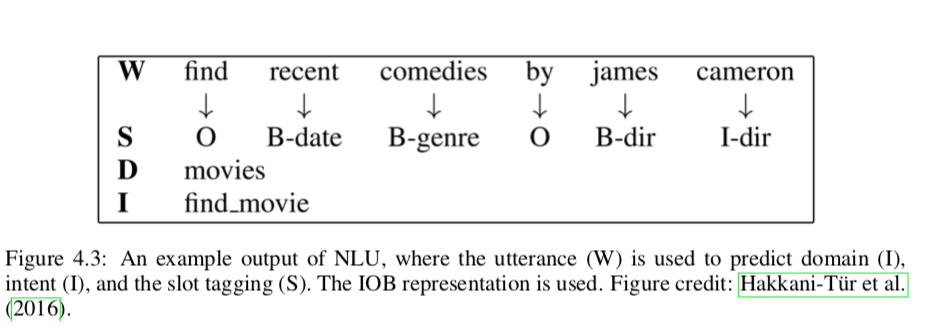 W find recent comedies by james cameron
↓ ↓ ↓ ↓ ↓ ↓
S O B-date B-genre O B-dir I-dir
D movies
I find_movie
Figure 4.3: An example output of NLU, where the utterance (W) is used to predict domain (I),
intent (I), and the slot tagging (S). The IOB representation is used. Figure credit: Hakkani-Tür et al.
(2016).